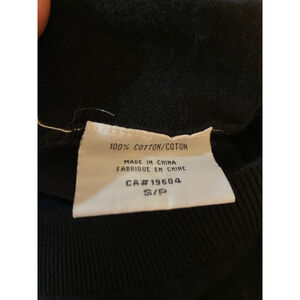 100% COTTON/COTON
MADE IN CHINA
FABRIQUE EN CHINE
CA#19604
S/P